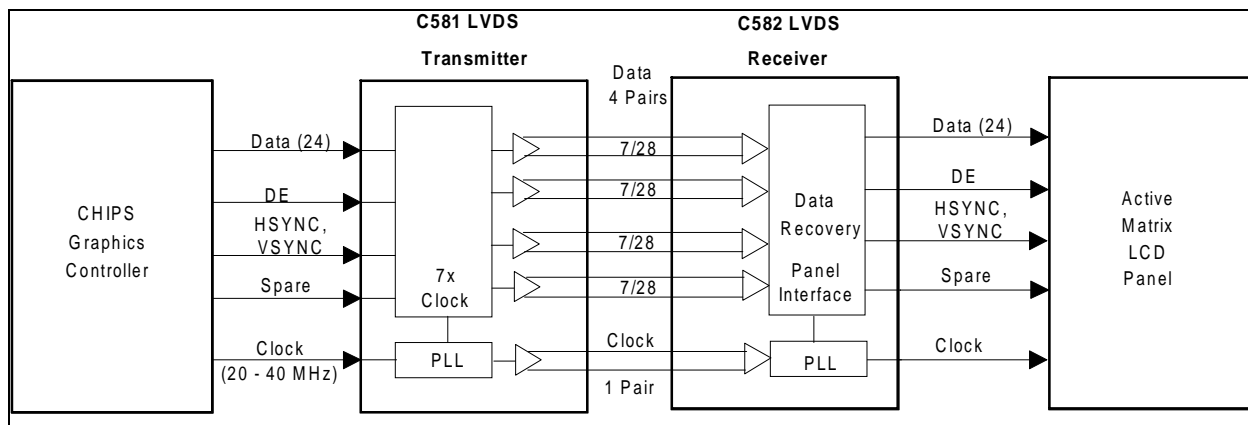 C581 LVDS
Transmitter
C582 LVDS
Receiver
Data
4 Pairs
CHIPS
Graphics
Controller
Data (24)
DE
HSYNC,
VSYNC
Spare
Clock
(20 - 40 MHz)
7x
Clock
PLL
7/28
7/28
7/28
7/28
Clock
1 Pair
Data
Recovery
Panel
Interface
PLL
Data (24)
DE
HSYNC,
VSYNC
Spare
Clock
Active
Matrix
LCD
Panel